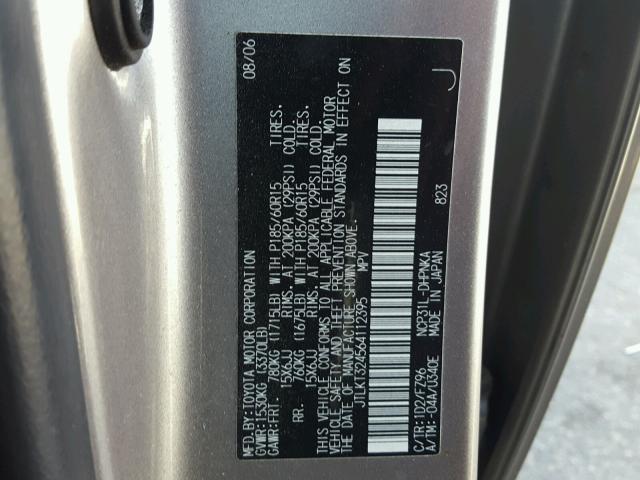 MFD. BY: TOYOTA MOTOR CORPORATION 08/06
GVWR: 1530KG (3370LB)
GAWR: FRT. 780KG (1715LB) WITH P185/60R15 TIRES.
15X6JJ RIMS. AT 200KPA (29PSI) COLD.
RR. 760KG (1675LB) WITH P185/60R15 TIRES.
15X6JJ RIMS. AT 200KPA (29PSI) COLD.
THIS VEHICLE CONFORMS TO ALL APPLICABLE FEDERAL MOTOR
VEHICLE SAFETY AND THEFT PREVENTION STANDARDS IN EFFECT ON
THE DATE OF MANUFACTURE SHOWN ABOVE.
JTLKT324564112395 MPV
C/TR: 1D2/FZ96 NCP31L-DHPNKA 823
A/TM: -04A/U340E MADE IN JAPAN J